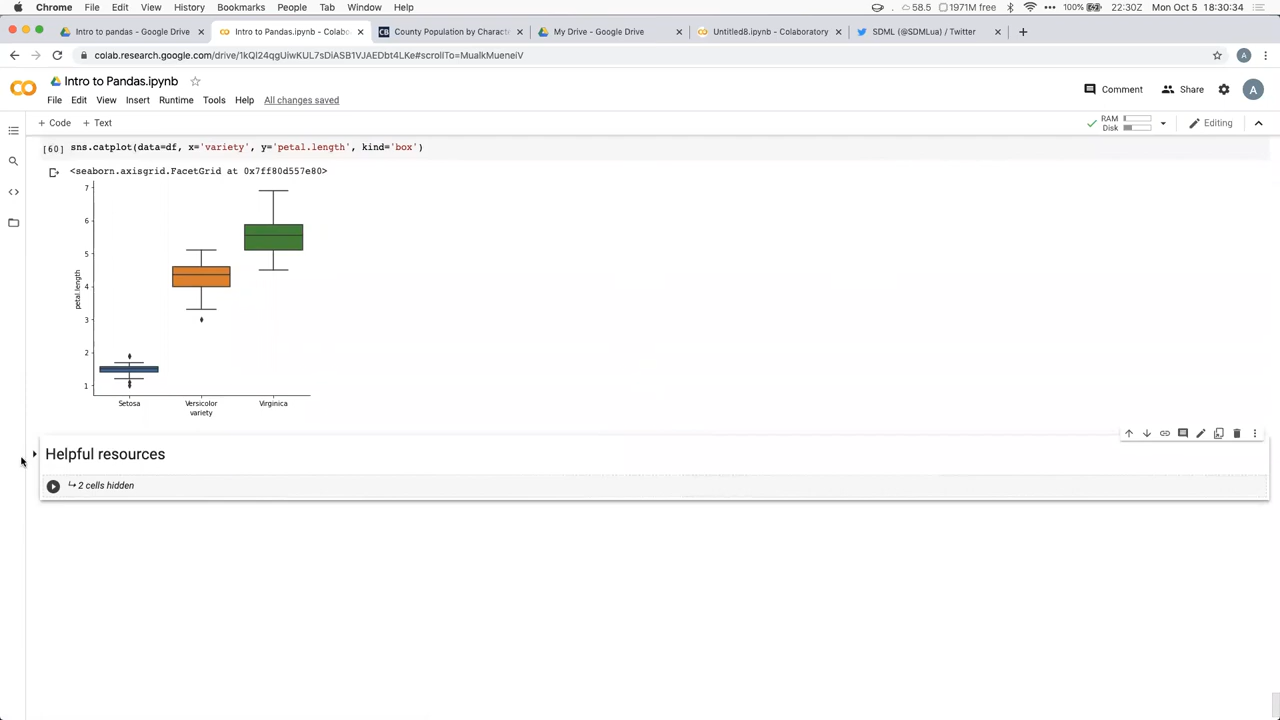 Chrome File Edit View History Bookmarks People Tab Window Help 58.5 1971M free 100% 22:30Z Mon Oct 5 18:30:34
Intro to pandas - Google Drive Intro to Pandas.ipynb - Colabo County Population by Charact My Drive - Google Drive Untitled8.ipynb - Colaboratory SDML (@SDMLua) / Twitter
colab.research.google.com/drive/1kQl24qgUiwKUL7sDiASB1VJAEDbt4LKe#scrollTo=MualkMueneiV A
CO Intro to Pandas.ipynb Comment Share A
File Edit View Insert Runtime Tools Help All changes saved
+ Code + Text RAM Disk Editing
[60] sns.catplot(data=df, x='variety', y='petal.length', kind='box')
<seaborn.axisgrid.FacetGrid at 0x7ff80d557e80>
7
6
5
4
3
2
1
petal.length
Setosa Versicolor Virginica
variety
Helpful resources
2 cells hidden